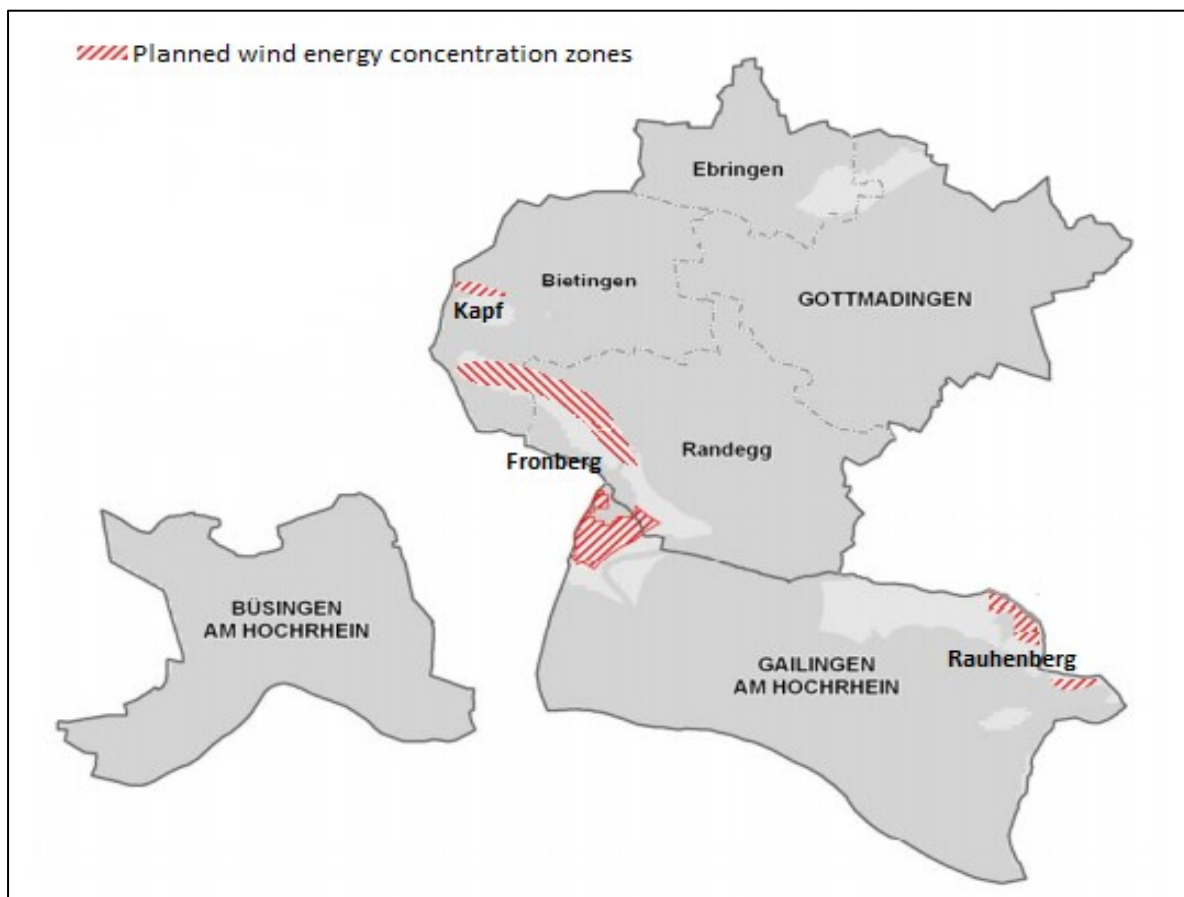 Planned wind energy concentration zones
Ebringen
Bietingen
GOTTMADINGEN
Kapf
Randegg
Fronberg
BÜSINGEN
AM HOCHRHEIN
GAILINGEN
AM HOCHRHEIN
Rauhenberg